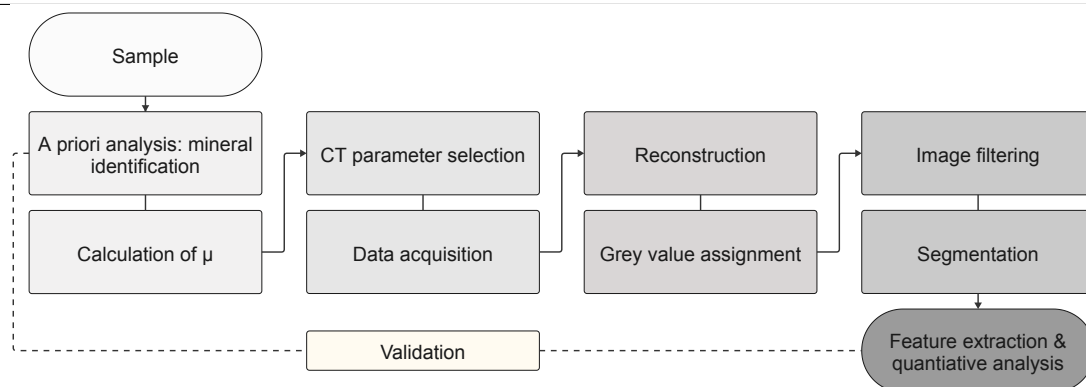 Sample
A priori analysis: mineral
identification
Calculation of µ
CT parameter selection
Data acquisition
Reconstruction
Grey value assignment
Image filtering
Segmentation
Feature extraction &
quantiative analysis
Validation